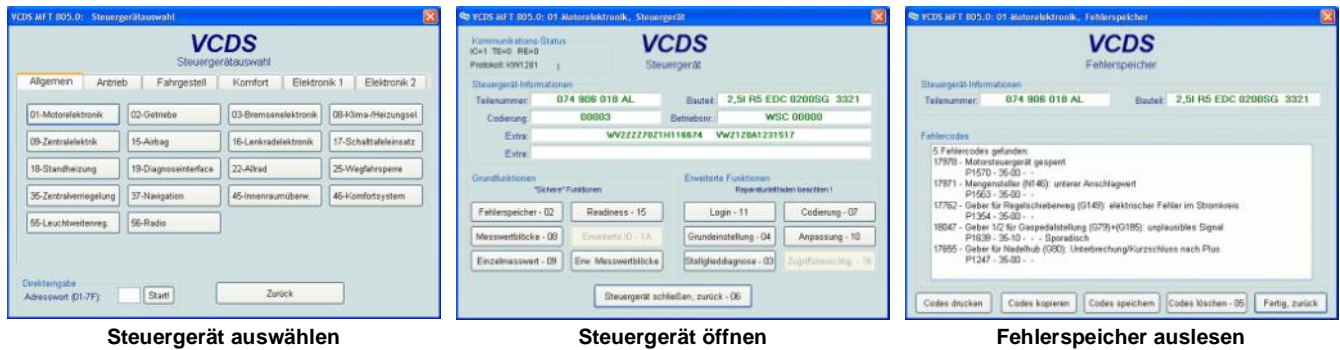 VCDS MFT 805.0: Steuergerätauswahl
VCDS
Steuergerätauswahl
Allgemein Antrieb Fahrgestell Komfort Elektronik 1 Elektronik 2
01-Motorelektronik 02-Getriebe 03-Bremsenelektronik 08-Klima-/Heizungsel.
09-Zentralelektrik 15-Airbag 16-Lenkradelektronik 17-Schalttafeleinsatz
18-Standheizung 19-Diagnoseinterface 22-Allrad 25-Wegfahrsperre
35-Zentralverriegelung 37-Navigation 45-Innenraumüberw. 46-Komfortsystem
55-Leuchtweitenreg. 56-Radio
Direkteingabe
Adresswort (01-7F): Start! Zurück
Steuergerät auswählen
VCDS MFT 805.0: 01-Motorelektronik, Steuergerät
Kommunikations-Status
IC=1 TE=0 RE=0
Protokoll: KW1281
VCDS
Steuergerät
Steuergerät-Informationen
Teilenummer: 074 906 018 AL Bauteil: 2,5l R5 EDC 0200SG 3321
Codierung: 00003 Betriebsnr.: WSC 00000
Extra: WV2ZZZ70Z1H116674 VWZ1Z0A1231517
Extra:
Grundfunktionen
"Sichere" Funktionen
Erweiterte Funktionen
Reparaturleitfaden beachten !
Fehlerspeicher - 02 Readiness - 15 Login - 11 Codierung - 07
Messwertblöcke - 08 Erweiterte ID - 1A Grundeinstellung - 04 Anpassung - 10
Einzelmesswert - 09 Erw. Messwertblöcke Stellglieddiagnose - 03 Zugriffsberechtig. - 16
Steuergerät schließen, zurück - 06
Steuergerät öffnen
VCDS MFT 805.0: 01-Motorelektronik, Fehlerspeicher
VCDS
Fehlerspeicher
Steuergerät-Informationen
Teilenummer: 074 906 018 AL Bauteil: 2,5l R5 EDC 0200SG 3321
Fehlercodes
5 Fehlercodes gefunden:
17978 - Motorsteuergerät gesperrt
P1570 - 35-00 - -
17971 - Mengensteller (N146): unterer Anschlagwert
P1563 - 35-00 - -
17762 - Geber für Regelschieberweg (G149): elektrischer Fehler im Stromkreis
P1354 - 35-00 - -
18047 - Geber 1/2 für Gaspedalstellung (G79)+(G185): unplausibles Signal
P1639 - 35-10 - - - Sporadisch
17655 - Geber für Nadelhub (G80): Unterbrechung/Kurzschluss nach Plus
P1247 - 35-00 - -
Codes drucken Codes kopieren Codes speichern Codes löschen - 05 Fertig, zurück
Fehlerspeicher auslesen